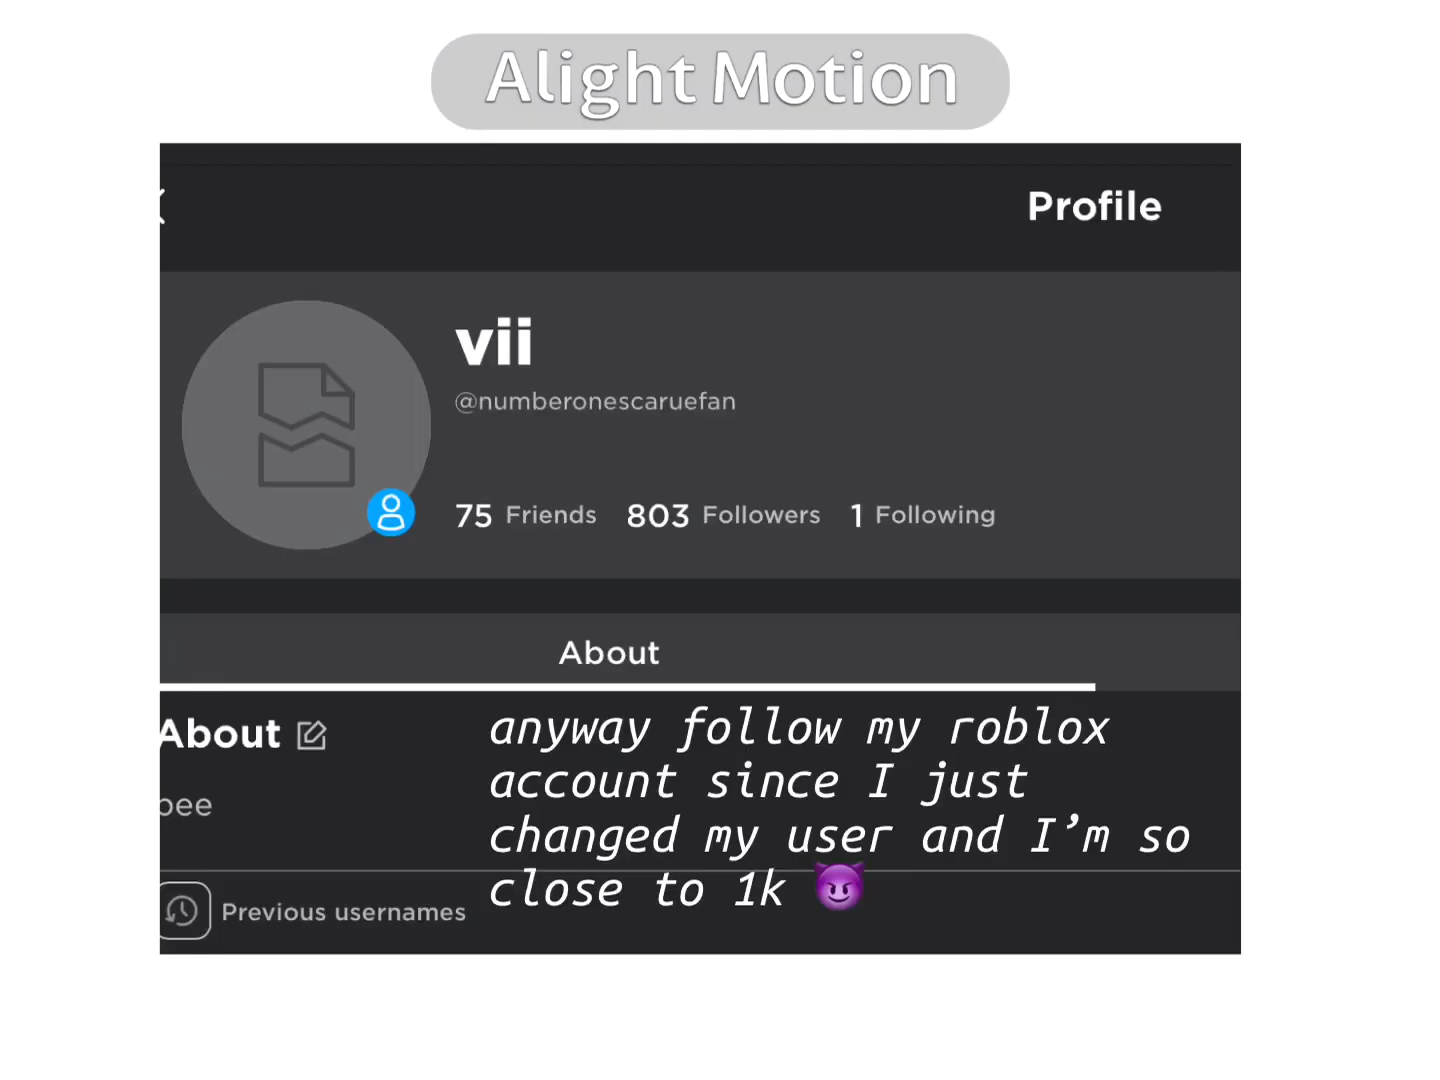 Alight Motion
Profile
vii
@numberonescaruefan
75 Friends 803 Followers 1 Following
About
About
bee
anyway follow my roblox
account since I just
changed my user and I’m so
close to 1k 😈
Previous usernames